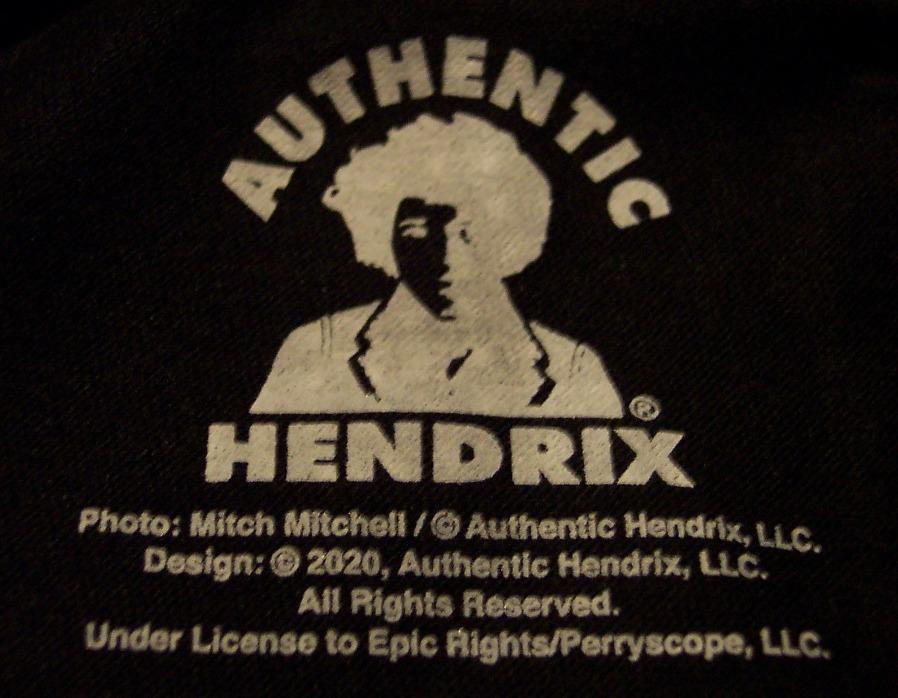 AUTHENTIC
®
HENDRIX
Photo: Mitch Mitchell / © Authentic Hendrix, LLC.
Design: © 2020, Authentic Hendrix, LLC.
All Rights Reserved.
Under License to Epic Rights/Perryscope, LLC.